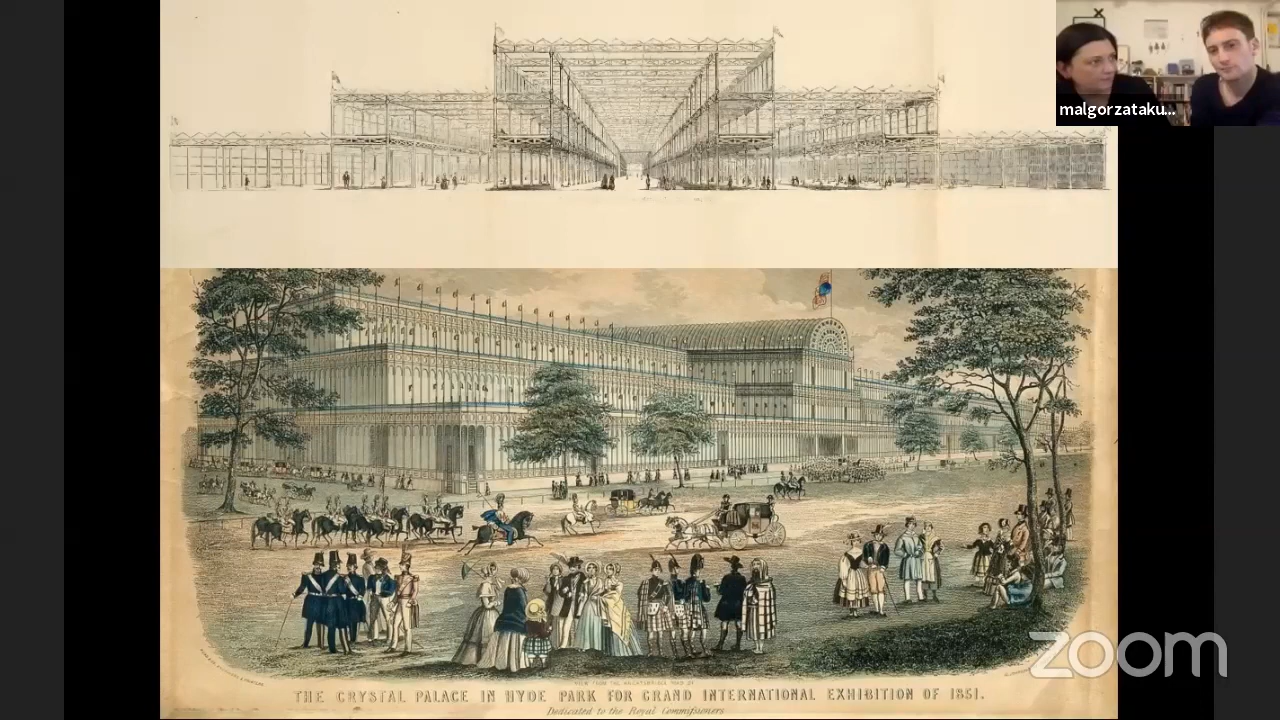 malgorzataku...
THE CRYSTAL PALACE IN HYDE PARK FOR GRAND INTERNATIONAL EXHIBITION OF 1851.
Dedicated to the Royal Commissioners
zoom